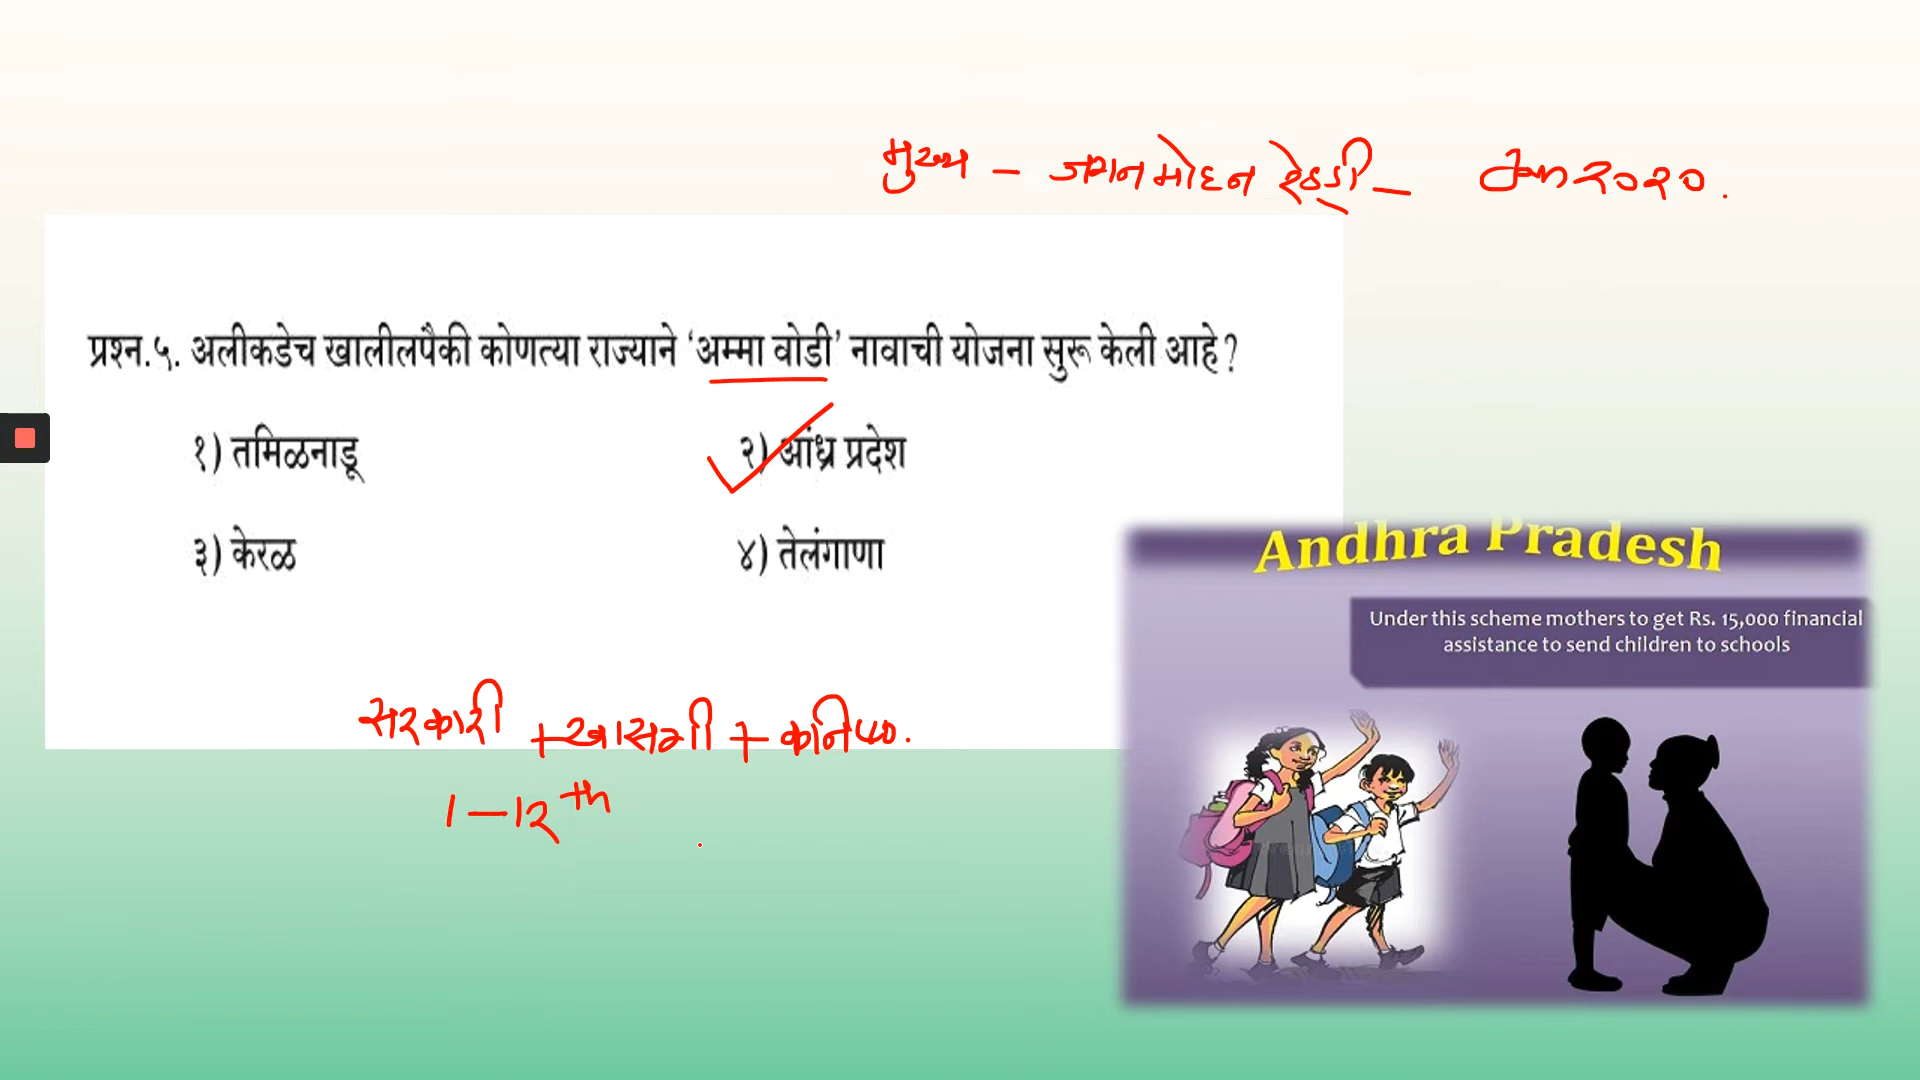 मुख्य – जगनमोहन रेड्डी – Jan २०२०.
प्रश्न.५. अलीकडेच खालीलपैकी कोणत्या राज्याने ‘अम्मा वोडी’ नावाची योजना सुरू केली आहे?
१) तमिळनाडू २) आंध्र प्रदेश
३) केरळ ४) तेलंगाणा
Andhra Pradesh
Under this scheme mothers to get Rs. 15,000 financial
assistance to send children to schools
सरकारी + खासगी + कनिष्ठ.
1 – 12th